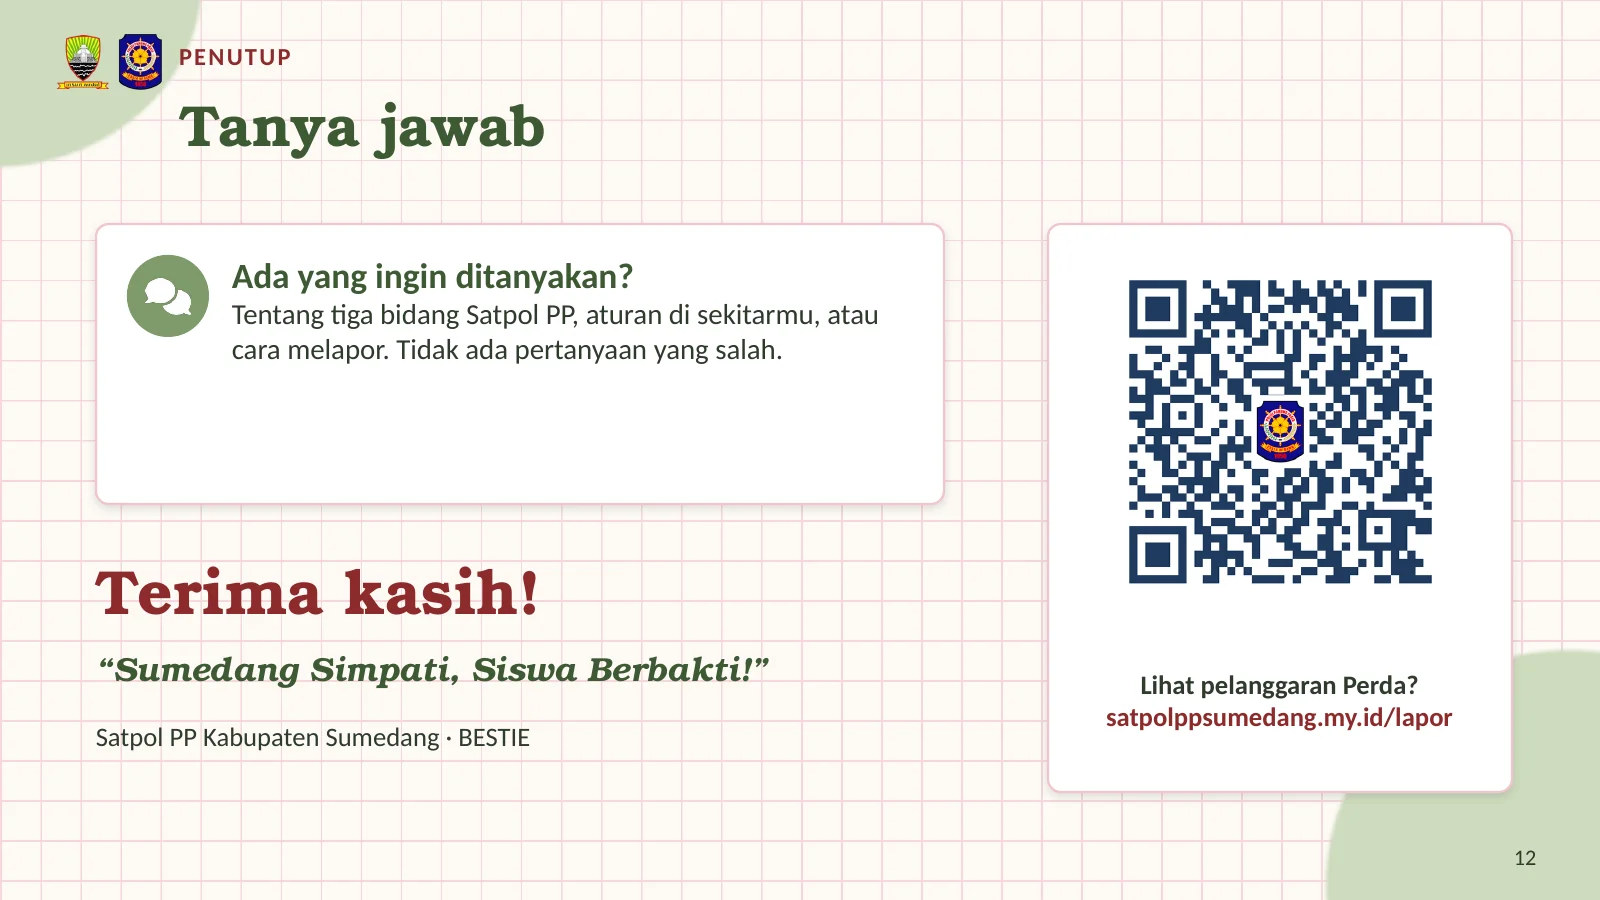 PENUTUP
Tanya jawab
Ada yang ingin ditanyakan?
Tentang tiga bidang Satpol PP, aturan di sekitarmu, atau
cara melapor. Tidak ada pertanyaan yang salah.
Terima kasih!
“Sumedang Simpati, Siswa Berbakti!”
Satpol PP Kabupaten Sumedang · BESTIE
Lihat pelanggaran Perda?
satpolppsumedang.my.id/lapor
12